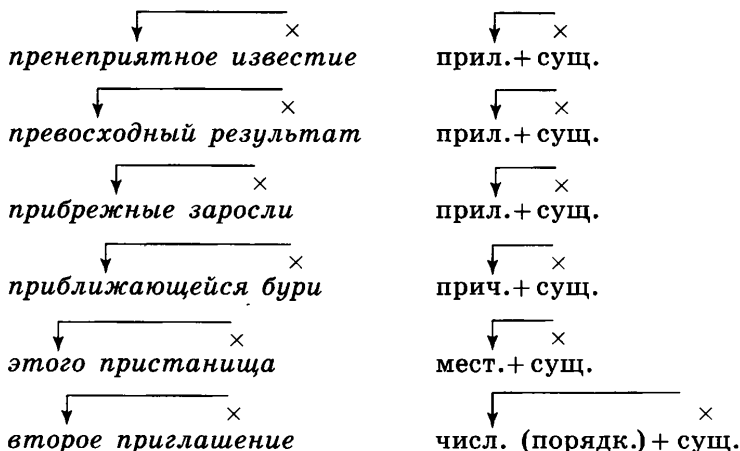 ×	×
пренеприятное известие	прил.+ сущ.
×	×
превосходный результат	прил.+ сущ.
×	×
прибрежные заросли	прил.+ сущ.
×	×
приближающейся бури	прич.+ сущ.
×	×
этого пристанища	мест.+ сущ.
×	×
второе приглашение	числ. (порядк.)+ сущ.